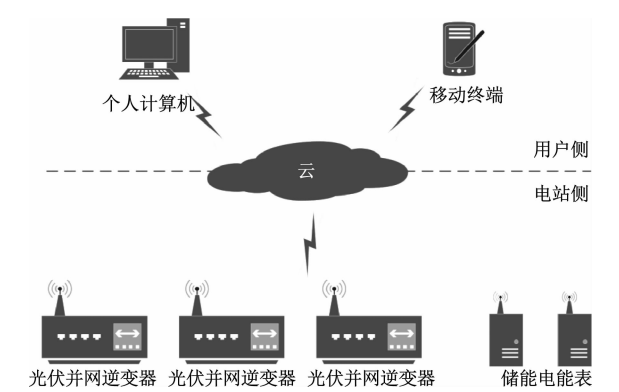 个人计算机
移动终端
用户侧
云
电站侧
光伏并网逆变器 光伏并网逆变器 光伏并网逆变器 储能电能表